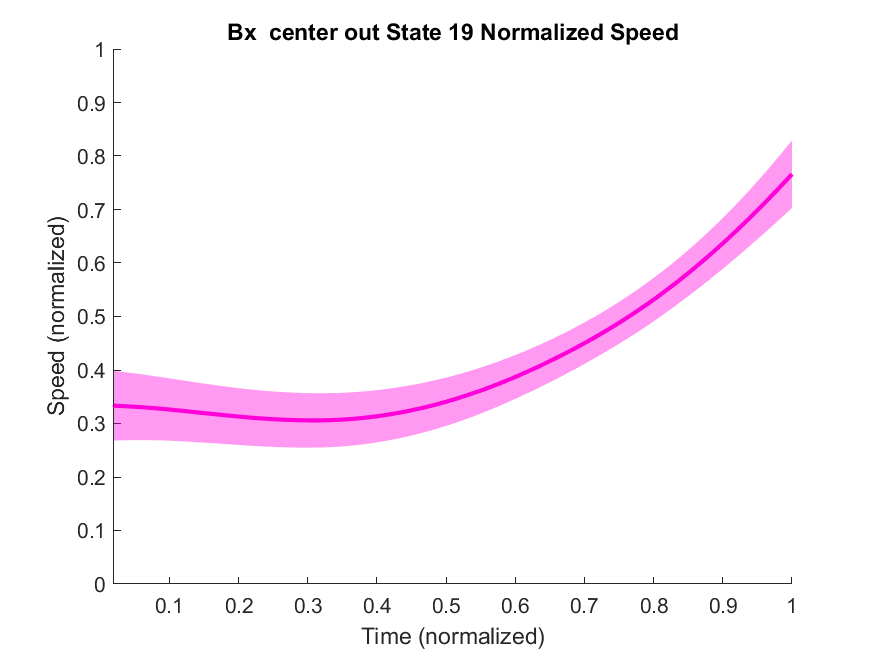 Bx  center out State 19 Normalized Speed
1
0.9
0.8
0.7
0.6
0.5
0.4
0.3
0.2
0.1
0
Speed (normalized)
0.1 0.2 0.3 0.4 0.5 0.6 0.7 0.8 0.9 1
Time (normalized)